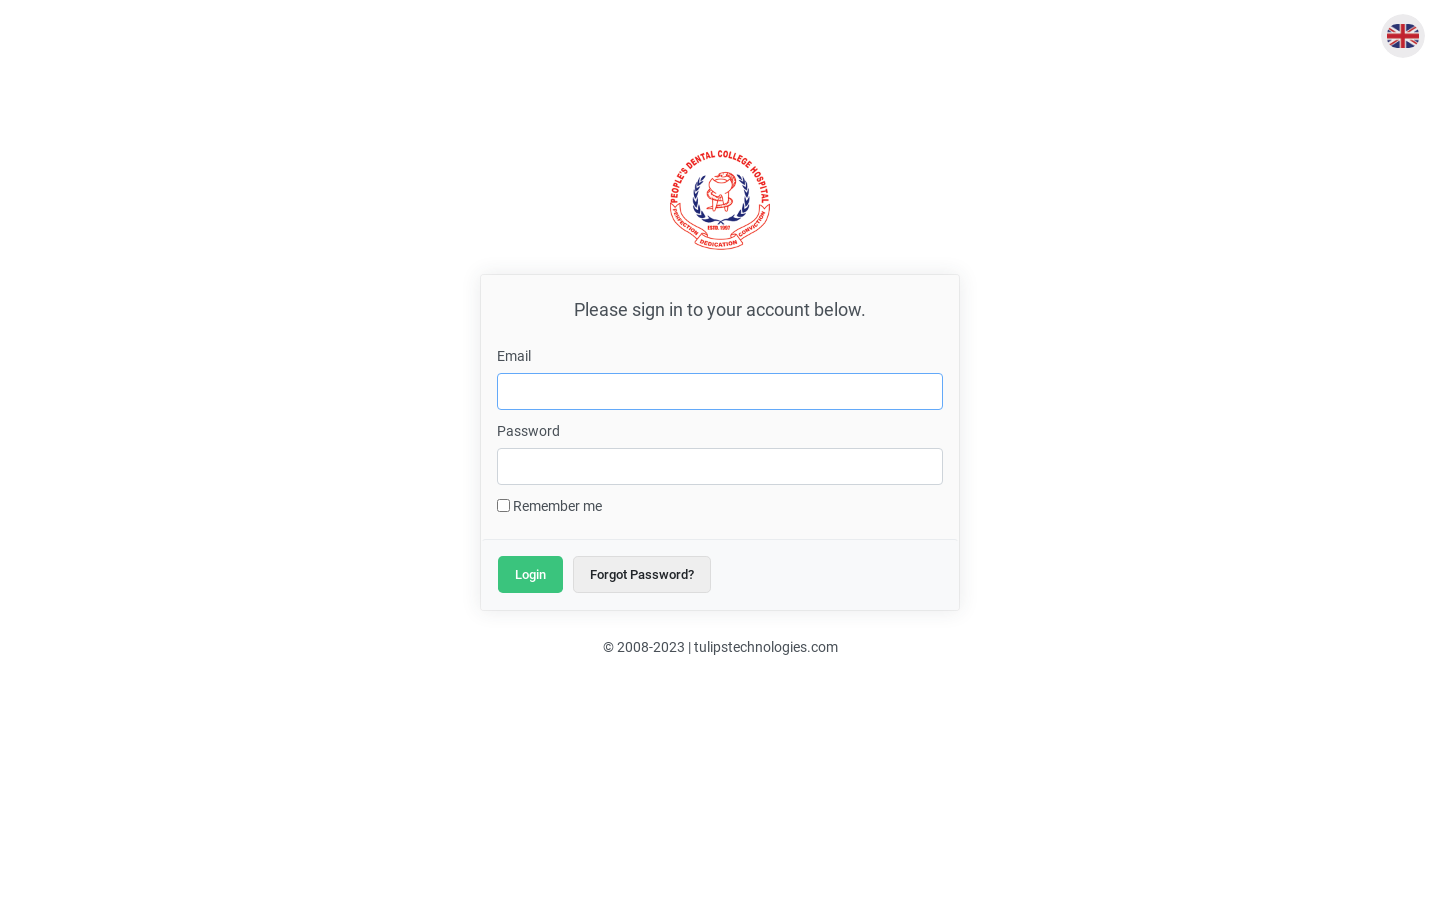 PEOPLE'S DENTAL COLLEGE HOSPITAL
ESTD. 1997
PERFECTION DEDICATION CONVICTION
Please sign in to your account below.
Email
Password
Remember me
Login Forgot Password?
© 2008-2023 | tulipstechnologies.com